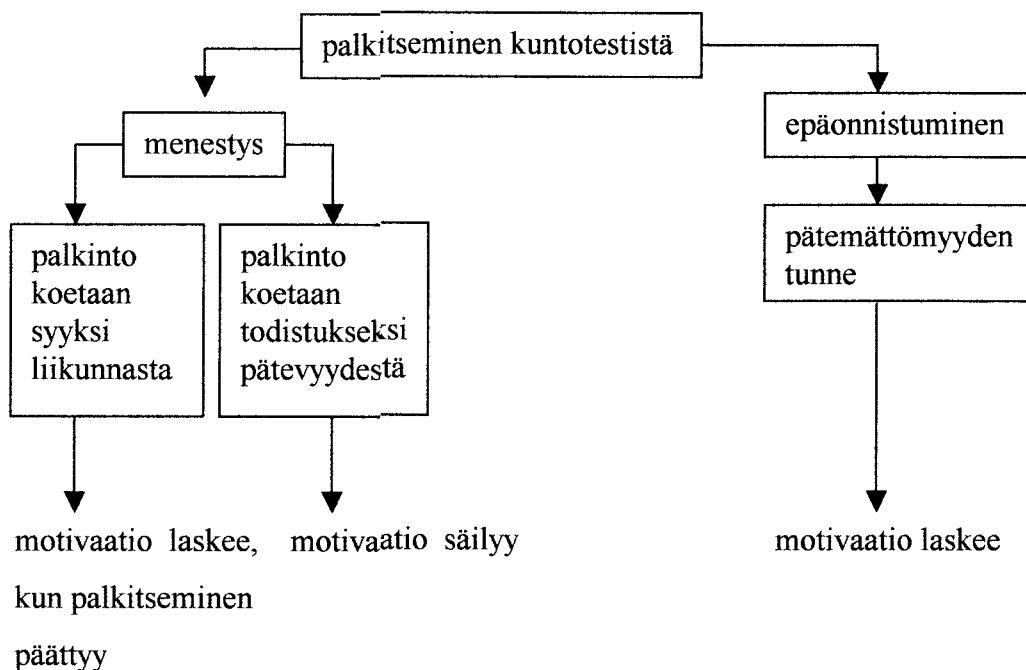 palkitseminen kuntotestistä
menestys
epäonnistuminen
palkinto
koetaan
syyksi
liikunnasta
palkinto
koetaan
todistukseksi
pätevyydestä
pätemättömyyden
tunne
motivaatio laskee,
kun palkitseminen
päättyy
motivaatio säilyy
motivaatio laskee